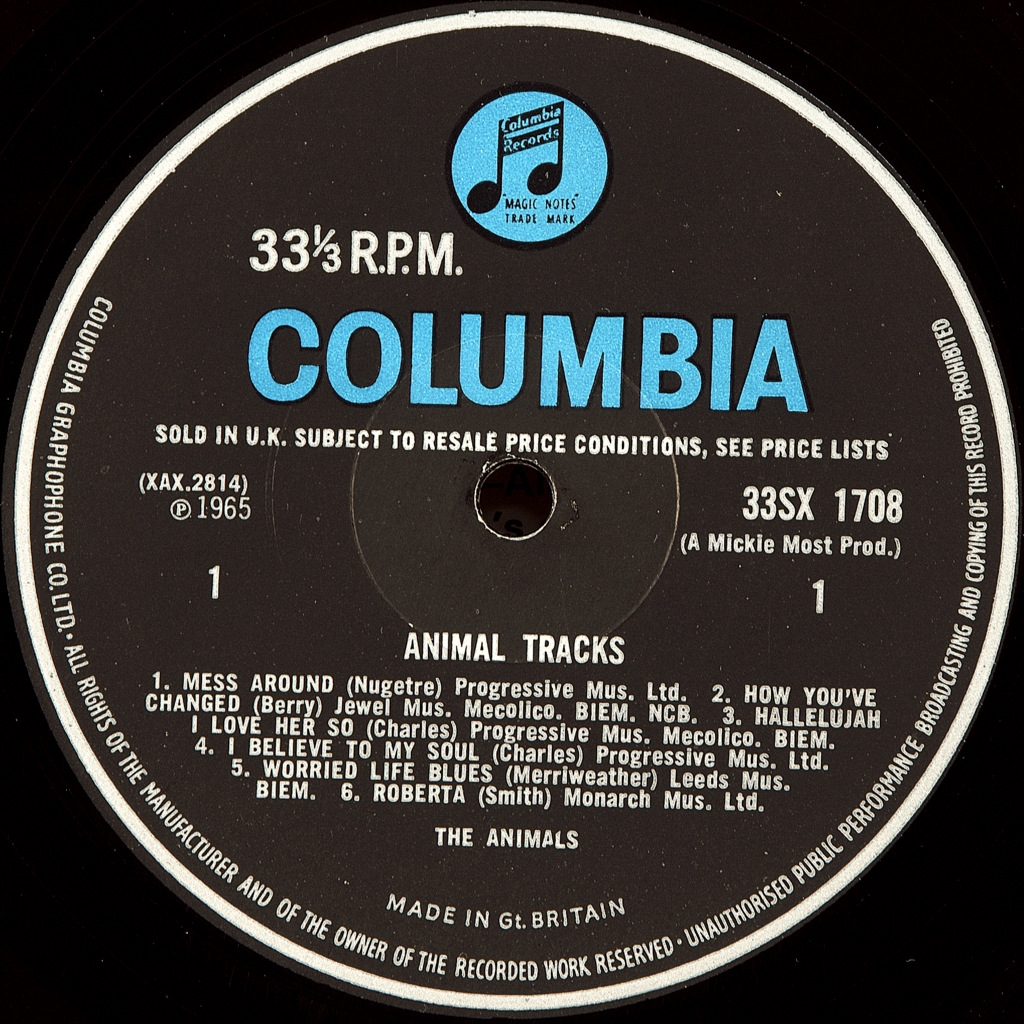 Columbia
Records
"MAGIC NOTES"
TRADE MARK
33⅓ R.P.M.
COLUMBIA
SOLD IN U.K. SUBJECT TO RESALE PRICE CONDITIONS, SEE PRICE LISTS
(XAX.2814)
℗ 1965
33SX 1708
(A Mickie Most Prod.)
1
1
ANIMAL TRACKS
1. MESS AROUND (Nugetre) Progressive Mus. Ltd. 2. HOW YOU'VE
CHANGED (Berry) Jewel Mus. Mecolico. BIEM. NCB. 3. HALLELUJAH
I LOVE HER SO (Charles) Progressive Mus. Mecolico. BIEM.
4. I BELIEVE TO MY SOUL (Charles) Progressive Mus. Ltd.
5. WORRIED LIFE BLUES (Merriweather) Leeds Mus.
BIEM. 6. ROBERTA (Smith) Monarch Mus. Ltd.
THE ANIMALS
MADE IN Gt. BRITAIN
COLUMBIA GRAPHOPHONE CO. LTD. · ALL RIGHTS OF THE MANUFACTURER AND OF THE OWNER OF THE RECORDED WORK RESERVED · UNAUTHORISED PUBLIC PERFORMANCE BROADCASTING AND COPYING OF THIS RECORD PROHIBITED